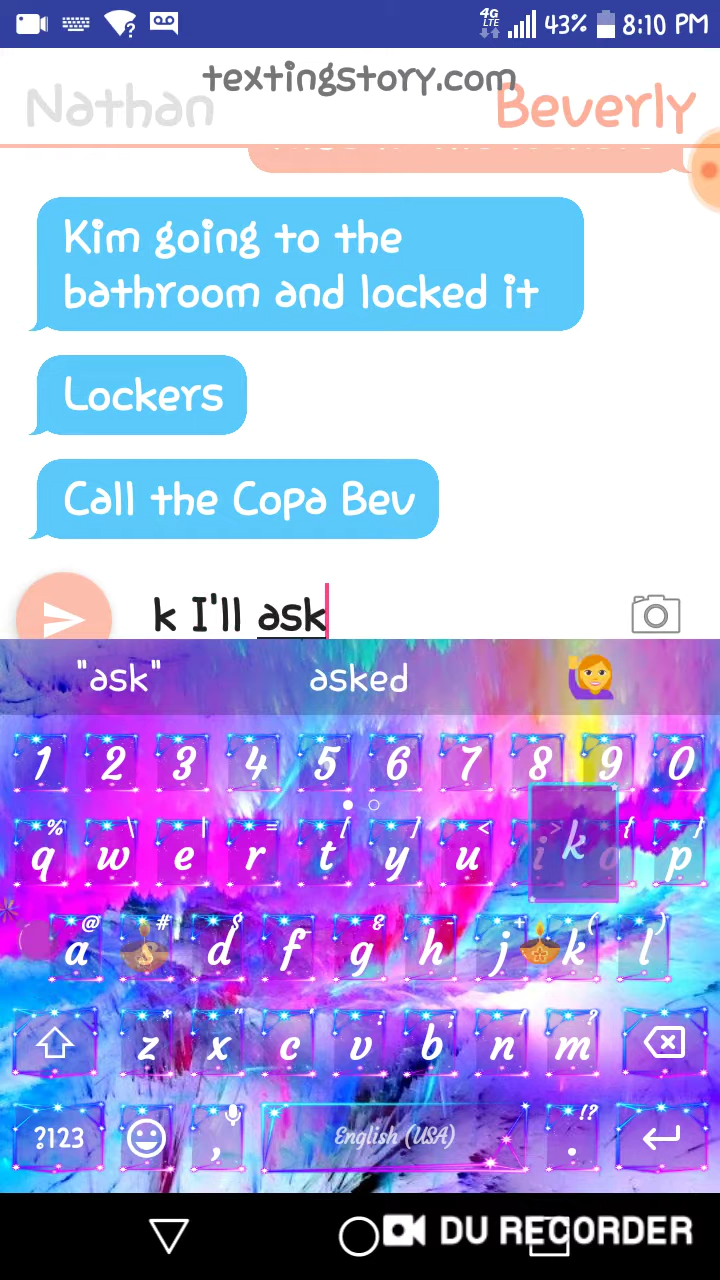 4G
LTE
43%
8:10 PM
textingstory.com
Nathan
Beverly
Kim going to the
bathroom and locked it
Lockers
Call the Copa Bev
k I'll ask
"ask" asked
1 2 3 4 5 6 7 8 9 0
% \ | = [ ] < > { }
q w e r t y u i o p
k
@ # $ & + ( )
a s d f g h j k l
* " : ' ! ?
z x c v b n m
?123 , English (USA) . !?
DU RECORDER